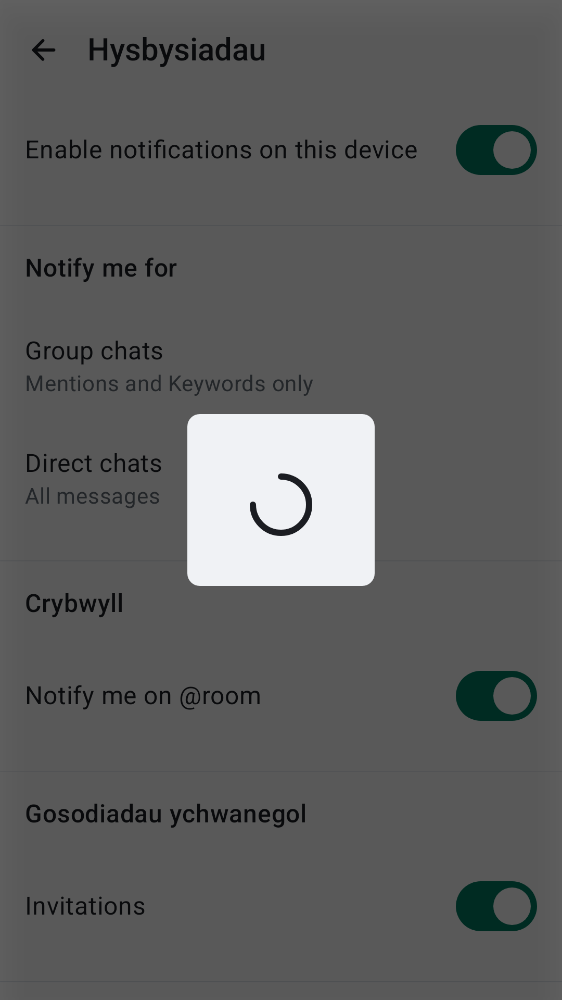 Hysbysiadau
Enable notifications on this device
Notify me for
Group chats
Mentions and Keywords only
Direct chats
All messages
Crybwyll
Notify me on @room
Gosodiadau ychwanegol
Invitations